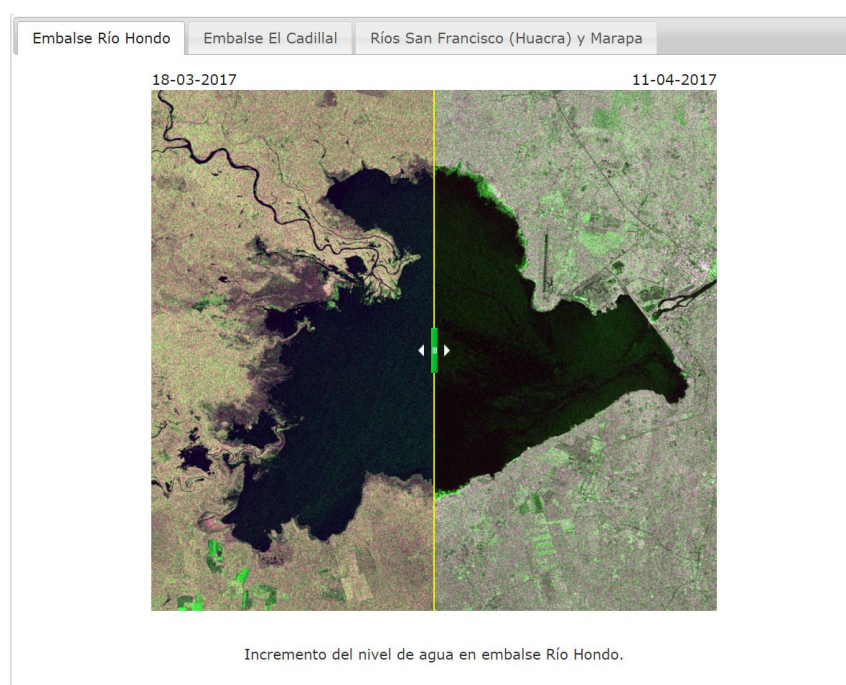 Embalse Río Hondo Embalse El Cadillal Ríos San Francisco (Huacra) y Marapa
18-03-2017 11-04-2017
Incremento del nivel de agua en embalse Río Hondo.